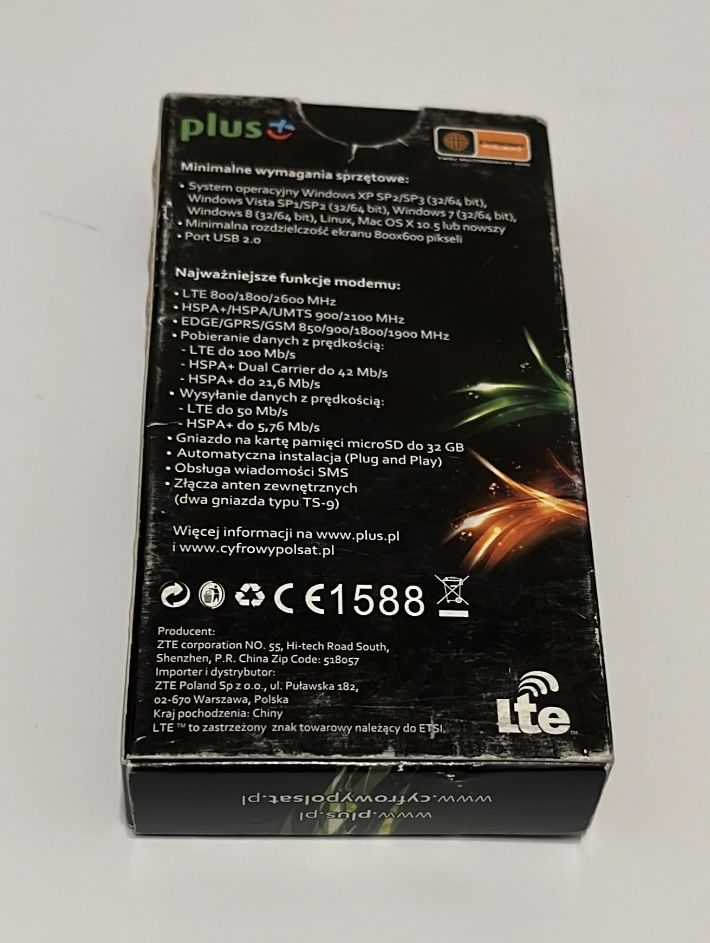 plus
Minimalne wymagania sprzętowe:
• System operacyjny Windows XP SP2/SP3 (32/64 bit),
Windows Vista SP1/SP2 (32/64 bit), Windows 7 (32/64 bit),
Windows 8 (32/64 bit), Linux, Mac OS X 10.5 lub nowszy
• Minimalna rozdzielczość ekranu 800x600 pikseli
• Port USB 2.0
Najważniejsze funkcje modemu:
• LTE 800/1800/2600 MHz
• HSPA+/HSPA/UMTS 900/2100 MHz
• EDGE/GPRS/GSM 850/900/1800/1900 MHz
• Pobieranie danych z prędkością:
- LTE do 100 Mb/s
- HSPA+ Dual Carrier do 42 Mb/s
- HSPA+ do 21,6 Mb/s
• Wysyłanie danych z prędkością:
- LTE do 50 Mb/s
- HSPA+ do 5,76 Mb/s
• Gniazdo na kartę pamięci microSD do 32 GB
• Automatyczna instalacja (Plug and Play)
• Obsługa wiadomości SMS
• Złącza anten zewnętrznych
(dwa gniazda typu TS-9)
Więcej informacji na www.plus.pl
i www.cyfrowypolsat.pl
CE1588
Producent:
ZTE corporation NO. 55, Hi-tech Road South,
Shenzhen, P.R. China Zip Code: 518057
Importer i dystrybutor:
ZTE Poland Sp z o.o., ul. Puławska 182,
02-670 Warszawa, Polska
Kraj pochodzenia: Chiny
LTE ™ to zastrzeżony znak towarowy należący do ETSI.
Lte
www.cyfrowypolsat.pl
www.plus.pl